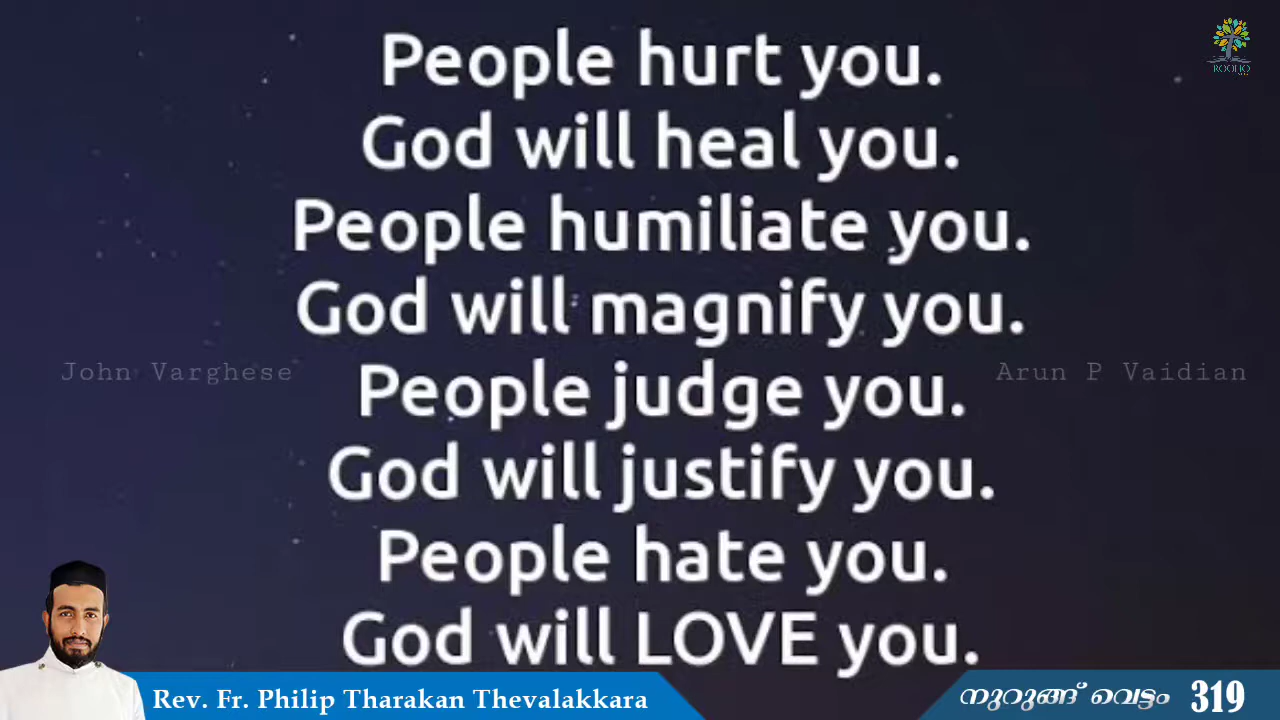 People hurt you.
God will heal you.
People humiliate you.
God will magnify you.
People judge you.
God will justify you.
People hate you.
God will LOVE you.
ROOHO
John Varghese
Arun P Vaidian
Rev. Fr. Philip Tharakan Thevalakkara
നുറുങ്ങ് വെട്ടം 319